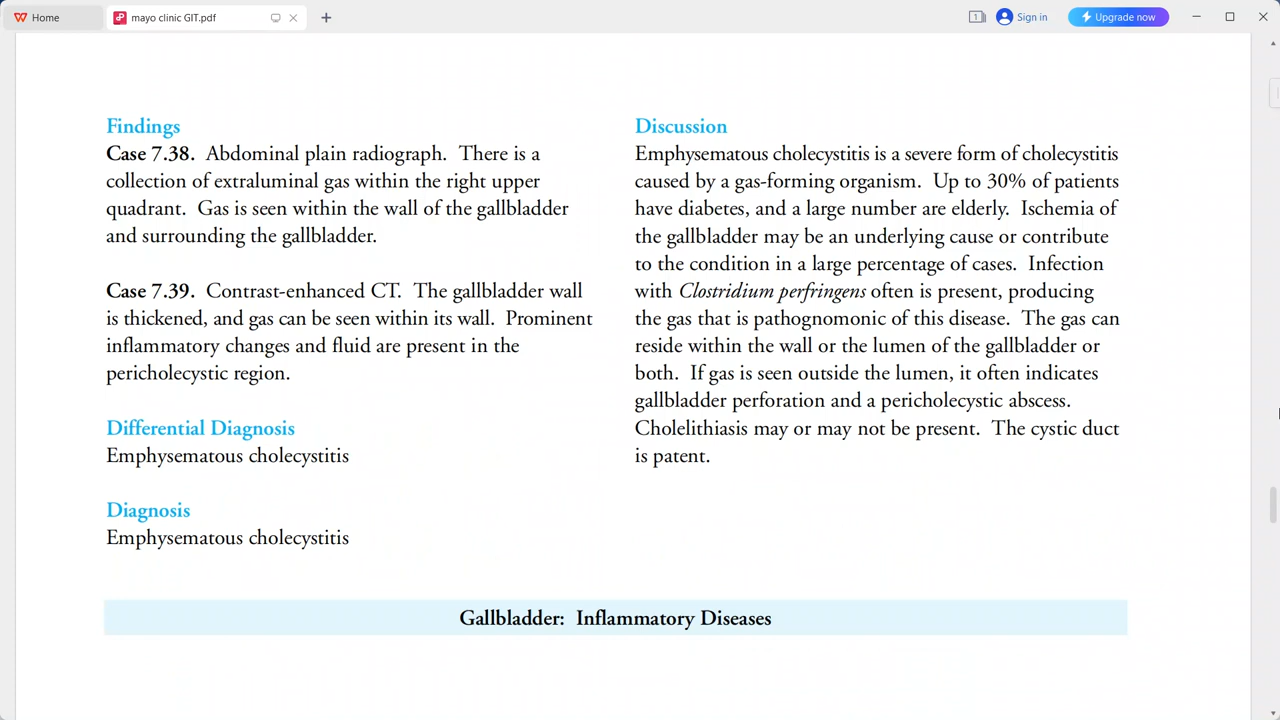 Home
mayo clinic GIT.pdf
1
Sign in
Upgrade now
Findings
Case 7.38. Abdominal plain radiograph. There is a
collection of extraluminal gas within the right upper
quadrant. Gas is seen within the wall of the gallbladder
and surrounding the gallbladder.
Case 7.39. Contrast-enhanced CT. The gallbladder wall
is thickened, and gas can be seen within its wall. Prominent
inflammatory changes and fluid are present in the
pericholecystic region.
Differential Diagnosis
Emphysematous cholecystitis
Diagnosis
Emphysematous cholecystitis
Discussion
Emphysematous cholecystitis is a severe form of cholecystitis
caused by a gas-forming organism. Up to 30% of patients
have diabetes, and a large number are elderly. Ischemia of
the gallbladder may be an underlying cause or contribute
to the condition in a large percentage of cases. Infection
with Clostridium perfringens often is present, producing
the gas that is pathognomonic of this disease. The gas can
reside within the wall or the lumen of the gallbladder or
both. If gas is seen outside the lumen, it often indicates
gallbladder perforation and a pericholecystic abscess.
Cholelithiasis may or may not be present. The cystic duct
is patent.
Gallbladder: Inflammatory Diseases